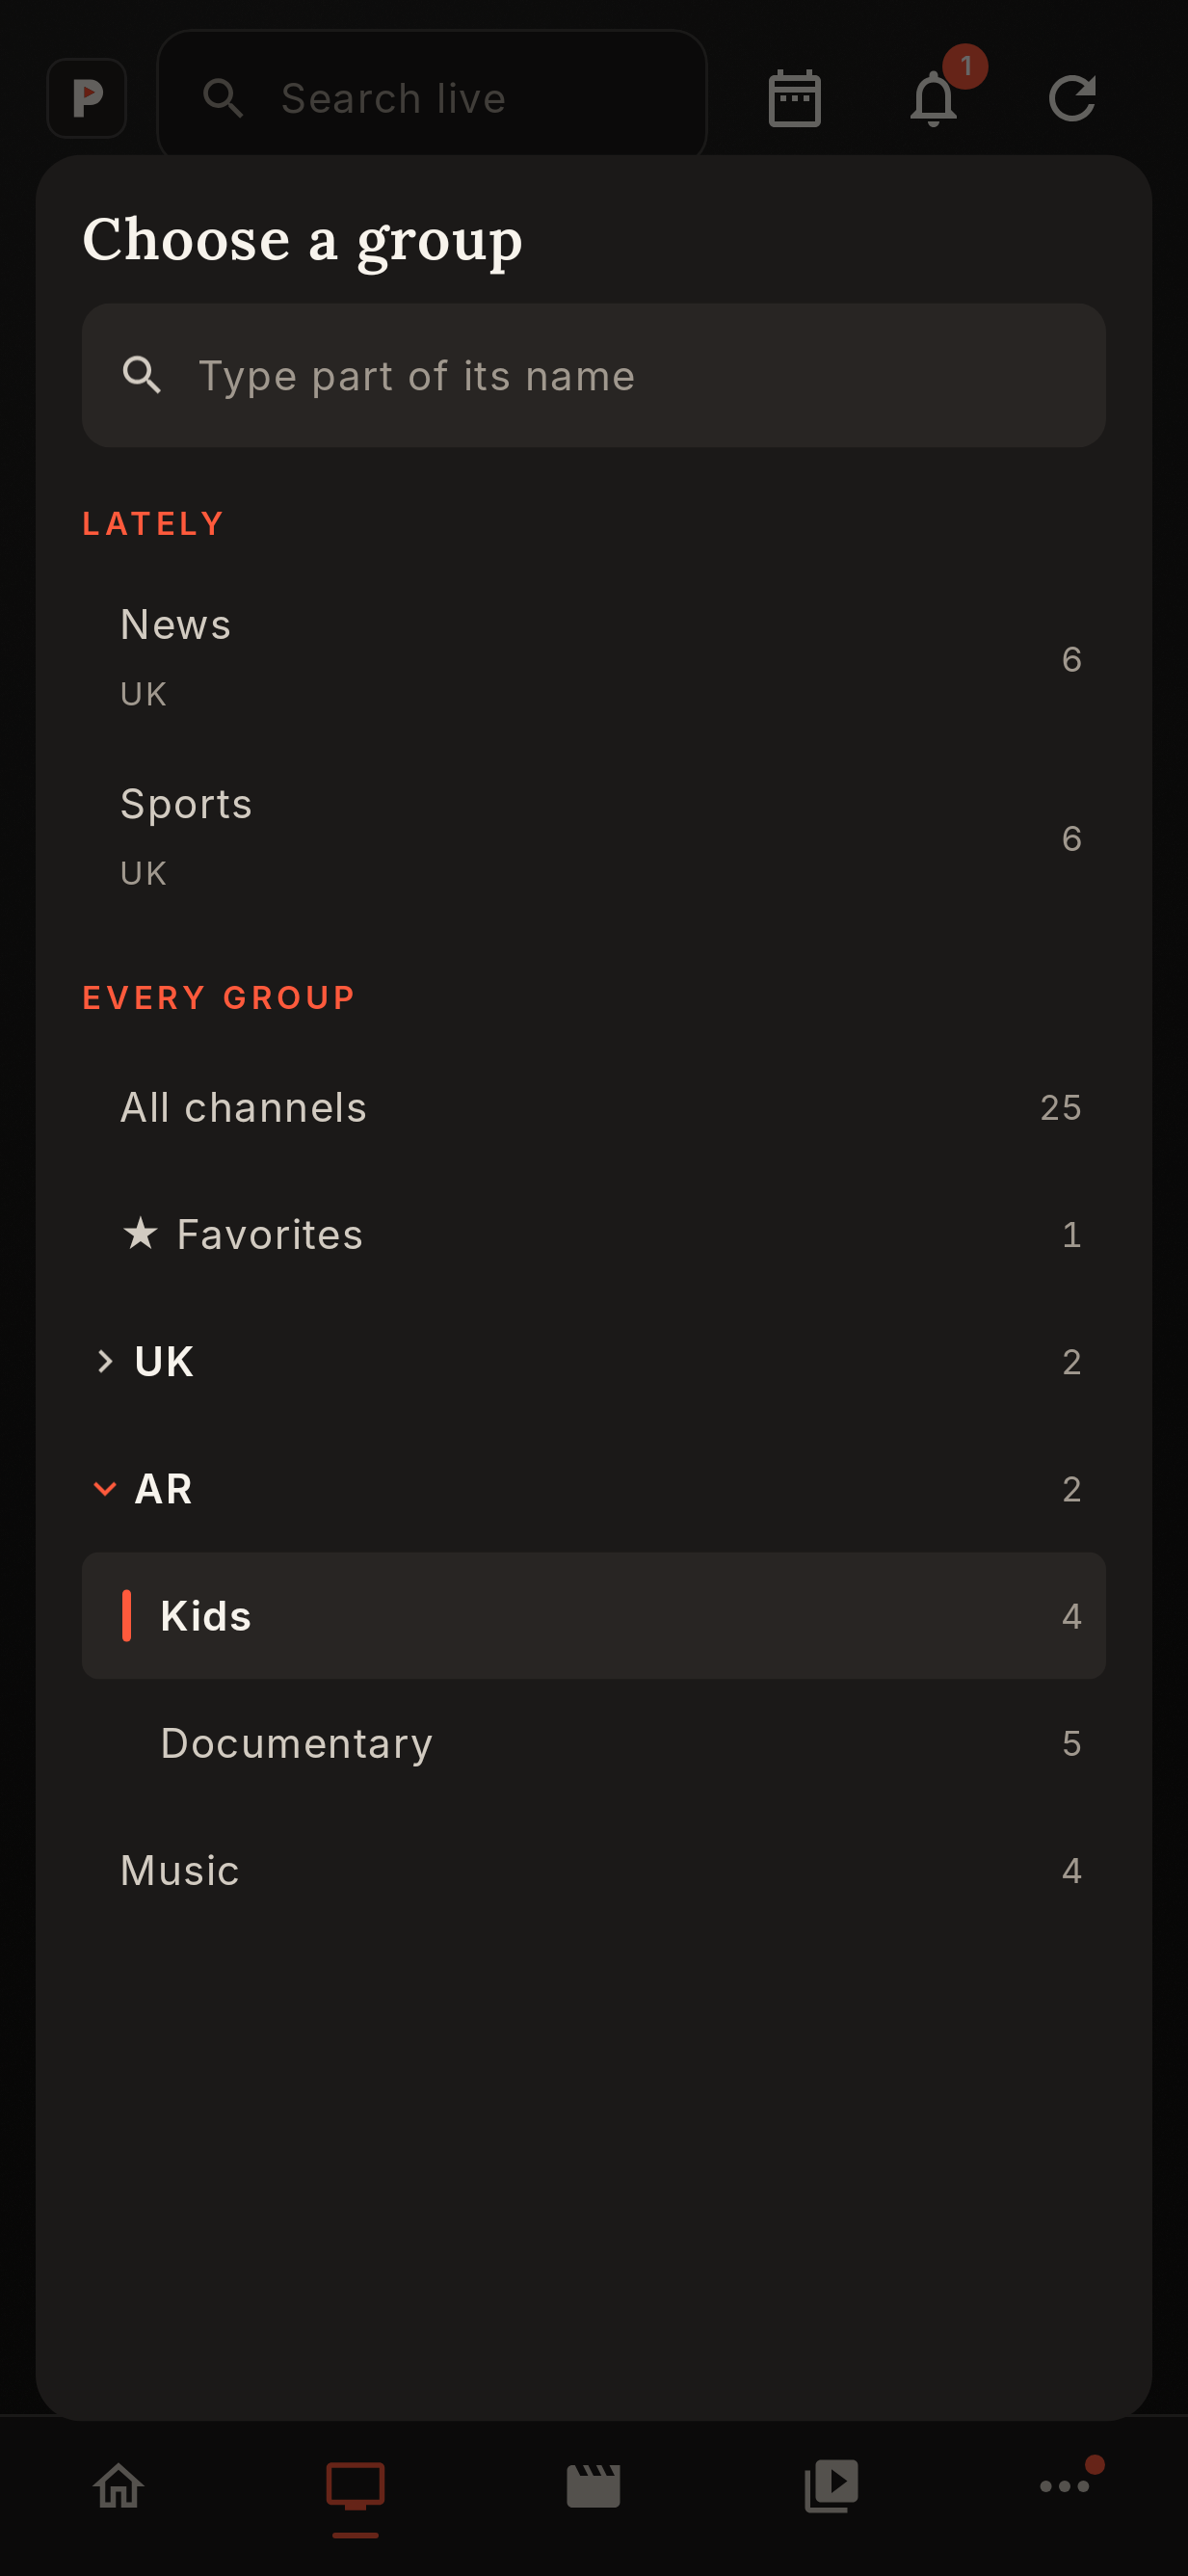 P
Search live
1
Choose a group
Type part of its name
LATELY
News
UK
6
Sports
UK
6
EVERY GROUP
All channels 25
★ Favorites 1
UK 2
AR 2
Kids 4
Documentary 5
Music 4